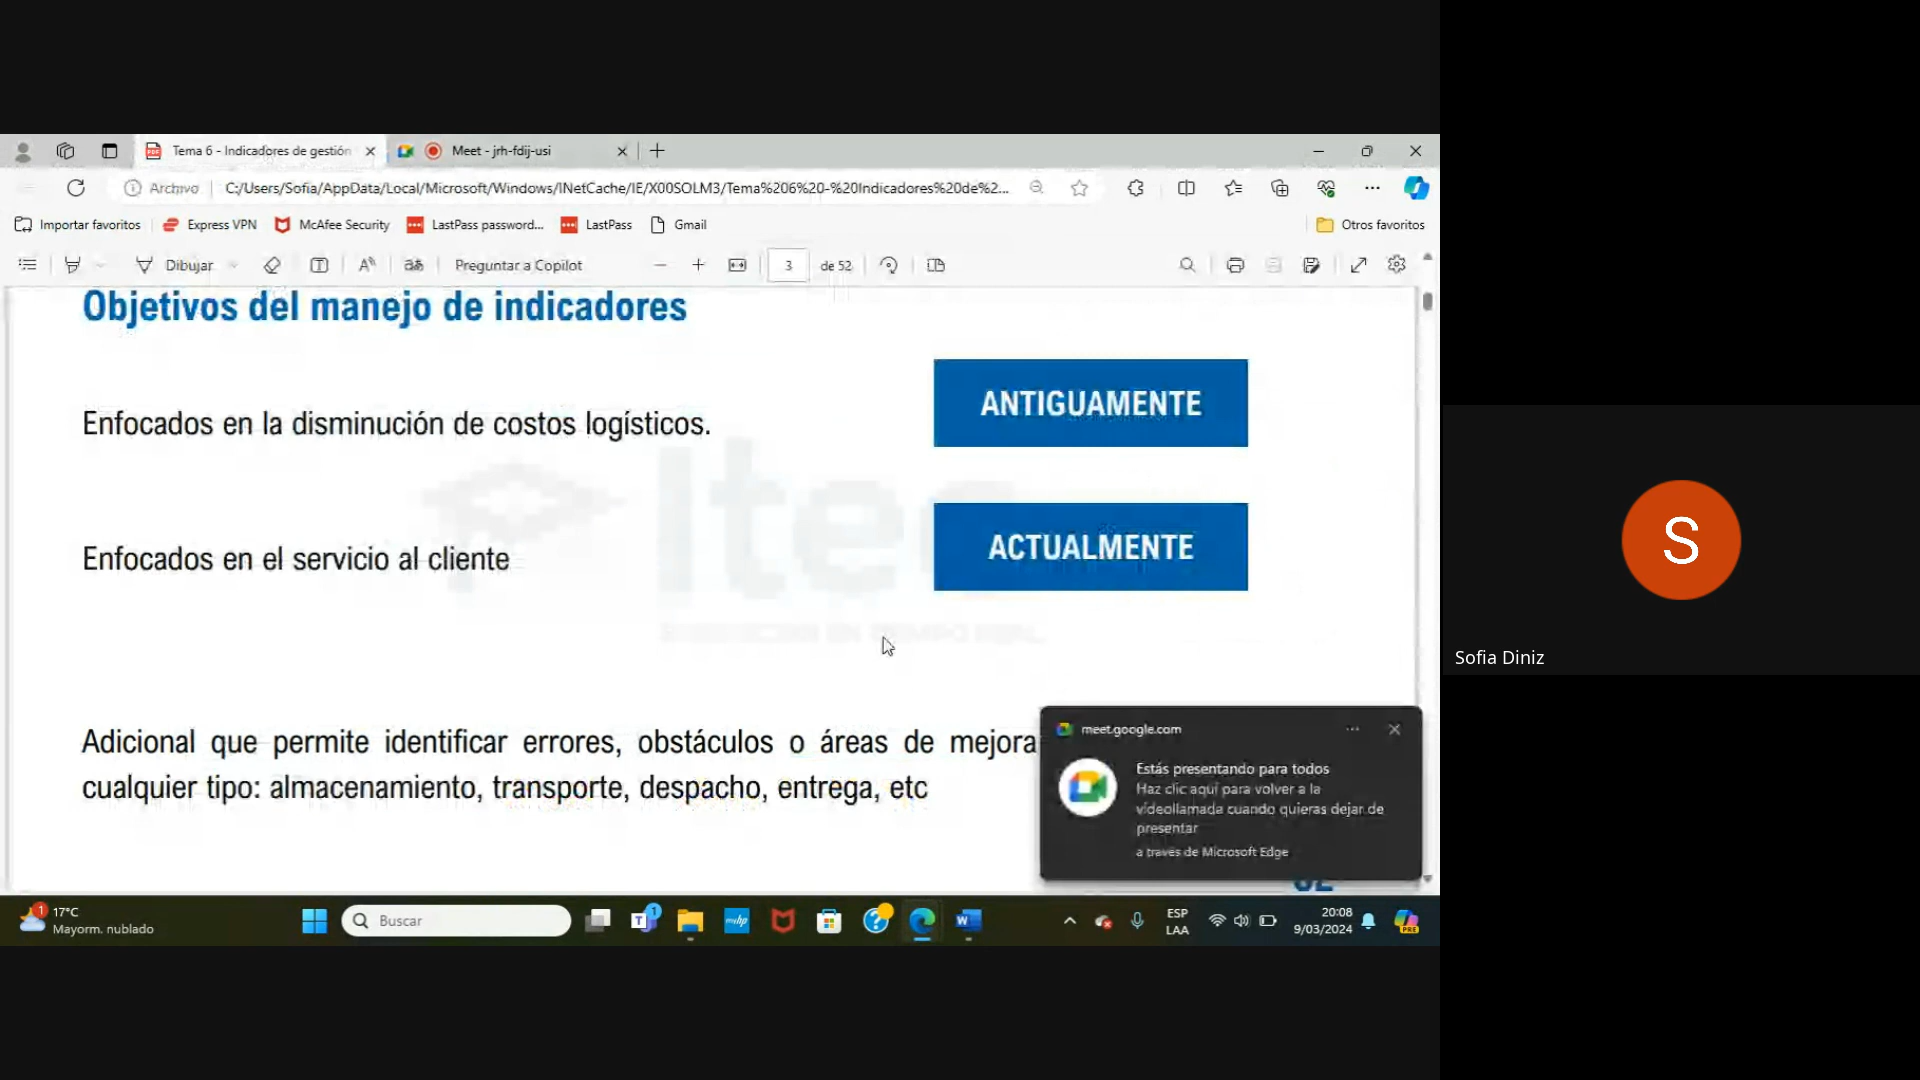 Tema 6 - Indicadores de gestión
Meet - jrh-fdij-usi
Archivo
C:/Users/Sofia/AppData/Local/Microsoft/Windows/INetCache/IE/X00SOLM3/Tema%206%20-%20Indicadores%20de%2...
Importar favoritos
Express VPN
McAfee Security
LastPass password...
LastPass
Gmail
Otros favoritos
Dibujar
Preguntar a Copilot
3
de 52
Objetivos del manejo de indicadores
ANTIGUAMENTE
Enfocados en la disminución de costos logísticos.
Itec
ACTUALMENTE
Enfocados en el servicio al cliente
Adicional que permite identificar errores, obstáculos o áreas de mejora
cualquier tipo: almacenamiento, transporte, despacho, entrega, etc
meet.google.com
Estás presentando para todos
Haz clic aquí para volver a la
videollamada cuando quieras dejar de
presentar
a través de Microsoft Edge
S
Sofia Diniz
1
17°C
Mayorm. nublado
Buscar
1
ESP
LAA
20:08
9/03/2024
PRE